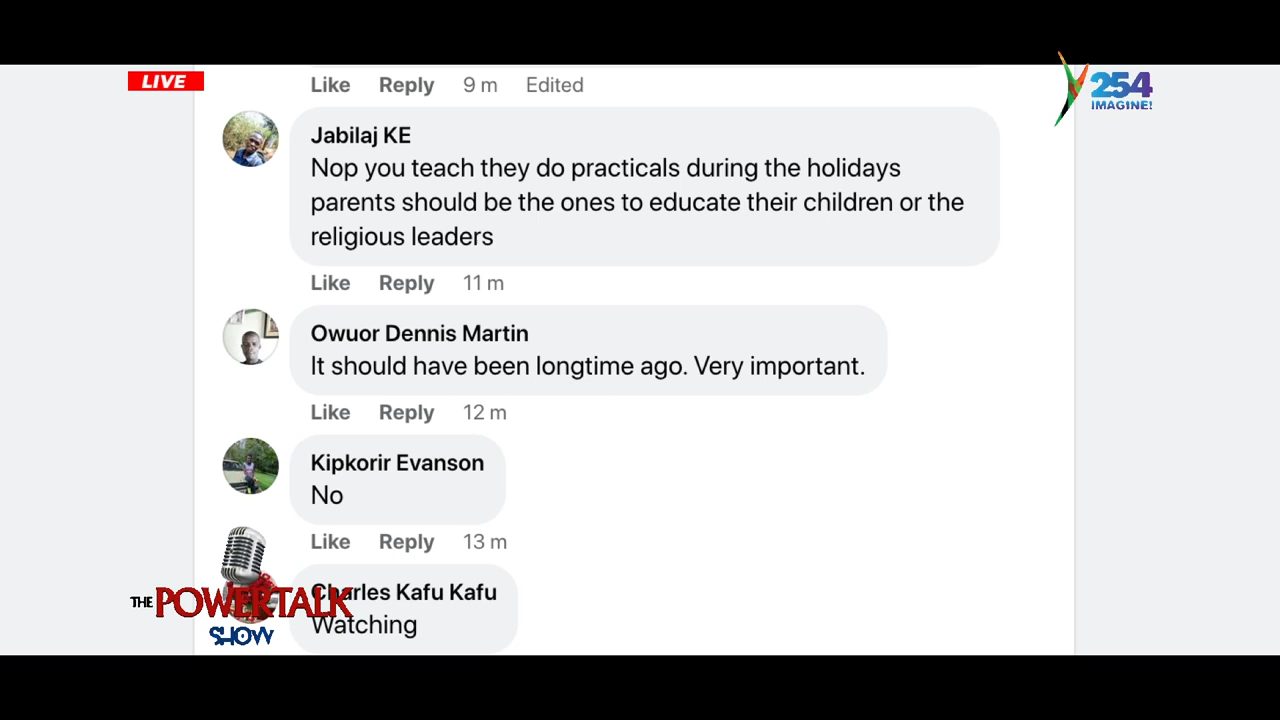 LIVE
Like Reply 9 m Edited
254
IMAGINE!
Jabilaj KE
Nop you teach they do practicals during the holidays
parents should be the ones to educate their children or the
religious leaders
Like Reply 11 m
Owuor Dennis Martin
It should have been longtime ago. Very important.
Like Reply 12 m
Kipkorir Evanson
No
Like Reply 13 m
Charles Kafu Kafu
Watching
THE POWERTALK
SHOW